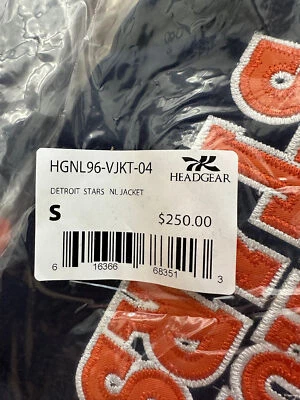 HGNL96-VJKT-04
HEADGEAR
DETROIT STARS NL JACKET
S
$250.00
6 16366 68351 3